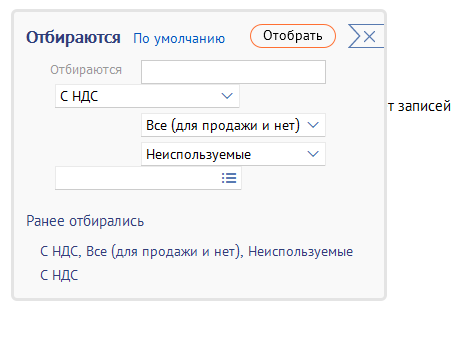 Отбираются По умолчанию Отобрать
Отбираются
С НДС
т записей
Все (для продажи и нет)
Неиспользуемые
Ранее отбирались
С НДС, Все (для продажи и нет), Неиспользуемые
С НДС